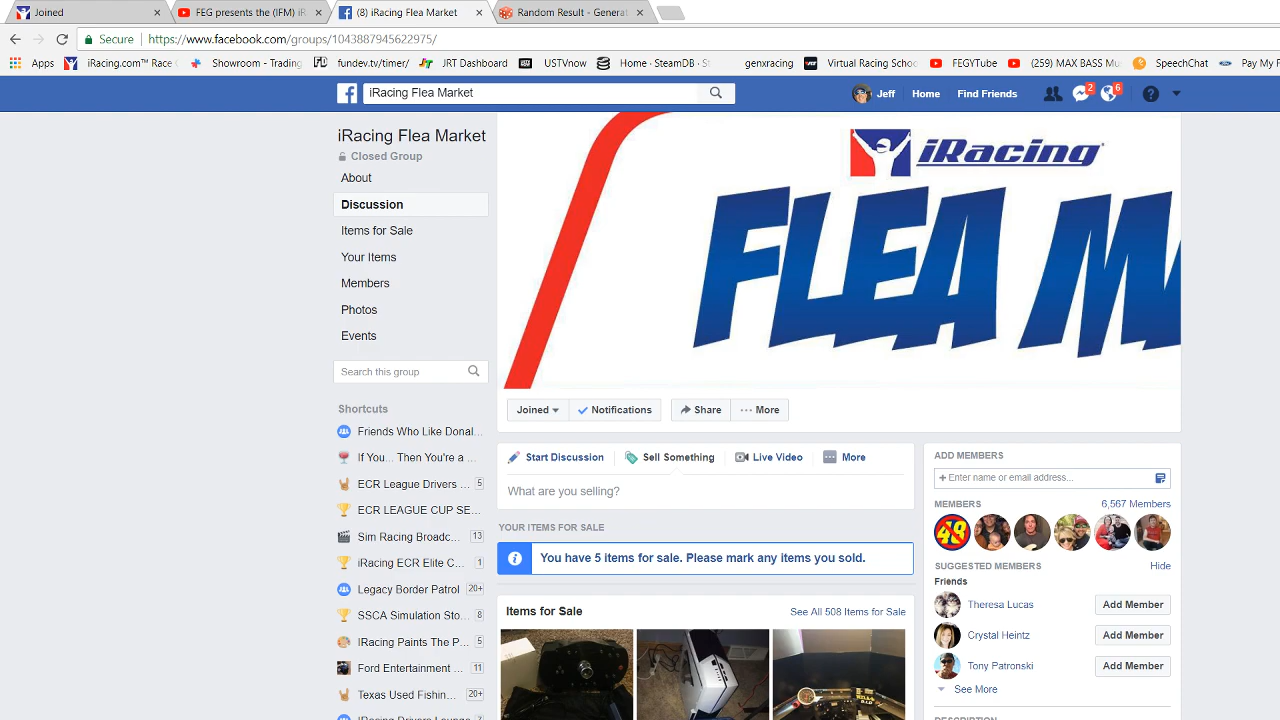 Joined
FEG presents the (IFM) iR
(8) iRacing Flea Market
Random Result - Generat
Secure
https://www.facebook.com/groups/1043887945622975/
Apps
iRacing.com™ Race C
Showroom - Trading
fundev.tv/timer/
JRT Dashboard
USTVnow
Home · SteamDB · St
genxracing
Virtual Racing Schoo
FEGYTube
(259) MAX BASS Mu
SpeechChat
Pay My F
iRacing Flea Market
Jeff
Home
Find Friends
2
6
iRacing Flea Market
Closed Group
About
Discussion
Items for Sale
Your Items
Members
Photos
Events
Search this group
Shortcuts
Friends Who Like Donal...
If You... Then You're a ...
ECR League Drivers ... 5
ECR LEAGUE CUP SE...
Sim Racing Broadc... 13
iRacing ECR Elite C... 1
Legacy Border Patrol 20+
SSCA Simulation Sto... 8
IRacing Paints The P... 5
Ford Entertainment ... 11
Texas Used Fishin... 20+
iRacing
FLEA MA
Joined
Notifications
Share
More
Start Discussion
Sell Something
Live Video
More
What are you selling?
YOUR ITEMS FOR SALE
You have 5 items for sale. Please mark any items you sold.
Items for Sale
See All 508 Items for Sale
ADD MEMBERS
+ Enter name or email address...
MEMBERS
6,567 Members
48
SUGGESTED MEMBERS
Hide
Friends
Theresa Lucas
Add Member
Crystal Heintz
Add Member
Tony Patronski
Add Member
See More
DESCRIPTION